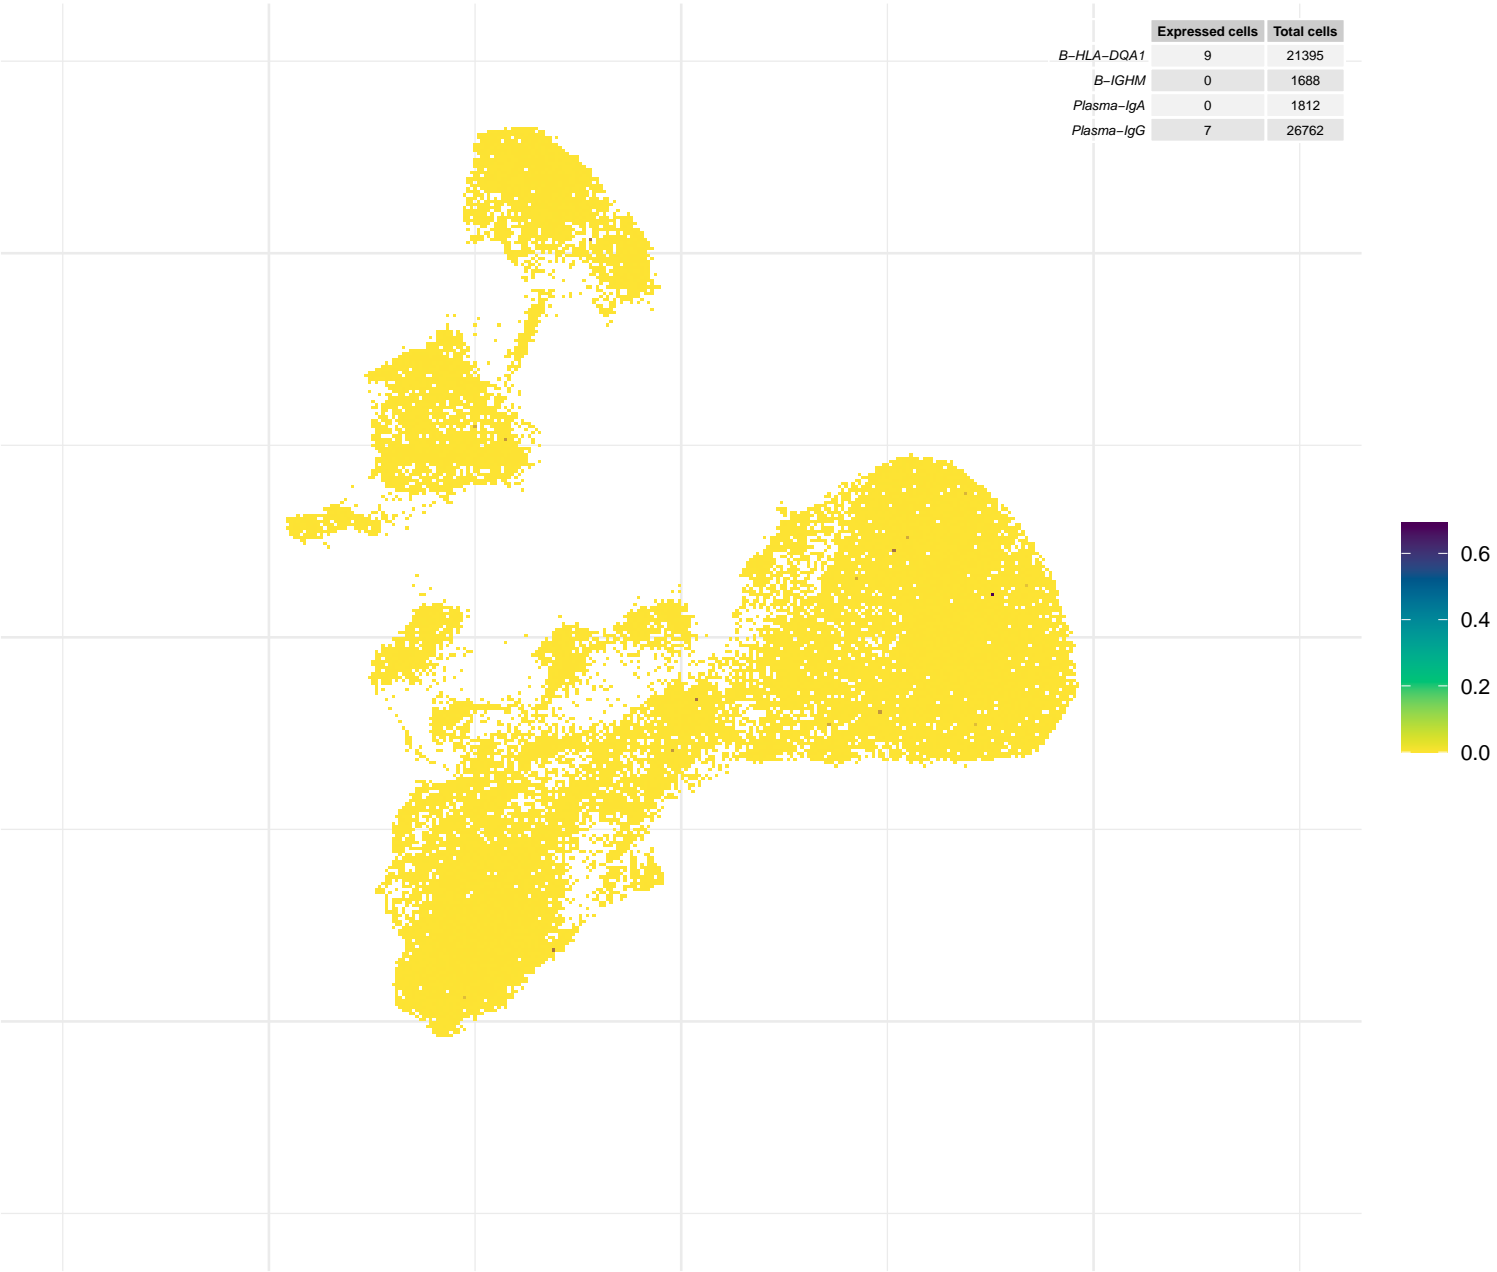 Expressed cells Total cells
B−HLA−DQA1 9 21395
B−IGHM 0 1688
Plasma−IgA 0 1812
Plasma−IgG 7 26762
0.6
0.4
0.2
0.0